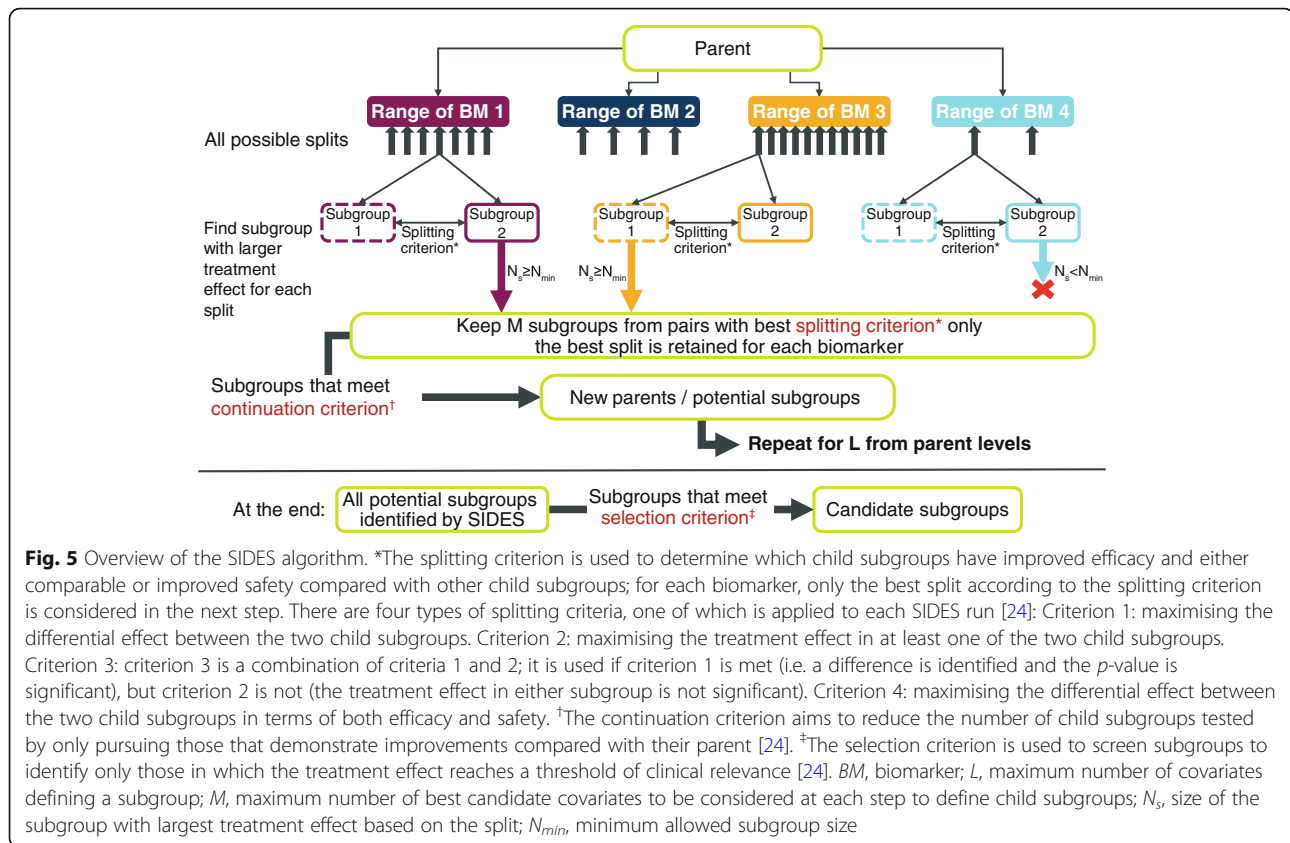 Parent
Range of BM 1
Range of BM 2
Range of BM 3
Range of BM 4
All possible splits
Find subgroup
with larger
treatment
effect for each
split
Subgroup
1
Splitting
criterion*
Subgroup
2
Subgroup
1
Splitting
criterion*
Subgroup
2
Subgroup
1
Splitting
criterion*
Subgroup
2
Ns≥Nmin
Ns≥Nmin
Ns<Nmin
Keep M subgroups from pairs with best splitting criterion* only
the best split is retained for each biomarker
Subgroups that meet
continuation criterion†
New parents / potential subgroups
Repeat for L from parent levels
At the end:
All potential subgroups
identified by SIDES
Subgroups that meet
selection criterion‡
Candidate subgroups
Fig. 5 Overview of the SIDES algorithm. *The splitting criterion is used to determine which child subgroups have improved efficacy and either
comparable or improved safety compared with other child subgroups; for each biomarker, only the best split according to the splitting criterion
is considered in the next step. There are four types of splitting criteria, one of which is applied to each SIDES run [24]: Criterion 1: maximising the
differential effect between the two child subgroups. Criterion 2: maximising the treatment effect in at least one of the two child subgroups.
Criterion 3: criterion 3 is a combination of criteria 1 and 2; it is used if criterion 1 is met (i.e. a difference is identified and the p-value is
significant), but criterion 2 is not (the treatment effect in either subgroup is not significant). Criterion 4: maximising the differential effect between
the two child subgroups in terms of both efficacy and safety. †The continuation criterion aims to reduce the number of child subgroups tested
by only pursuing those that demonstrate improvements compared with their parent [24]. ‡The selection criterion is used to screen subgroups to
identify only those in which the treatment effect reaches a threshold of clinical relevance [24]. BM, biomarker; L, maximum number of covariates
defining a subgroup; M, maximum number of best candidate covariates to be considered at each step to define child subgroups; Ns, size of the
subgroup with largest treatment effect based on the split; Nmin, minimum allowed subgroup size